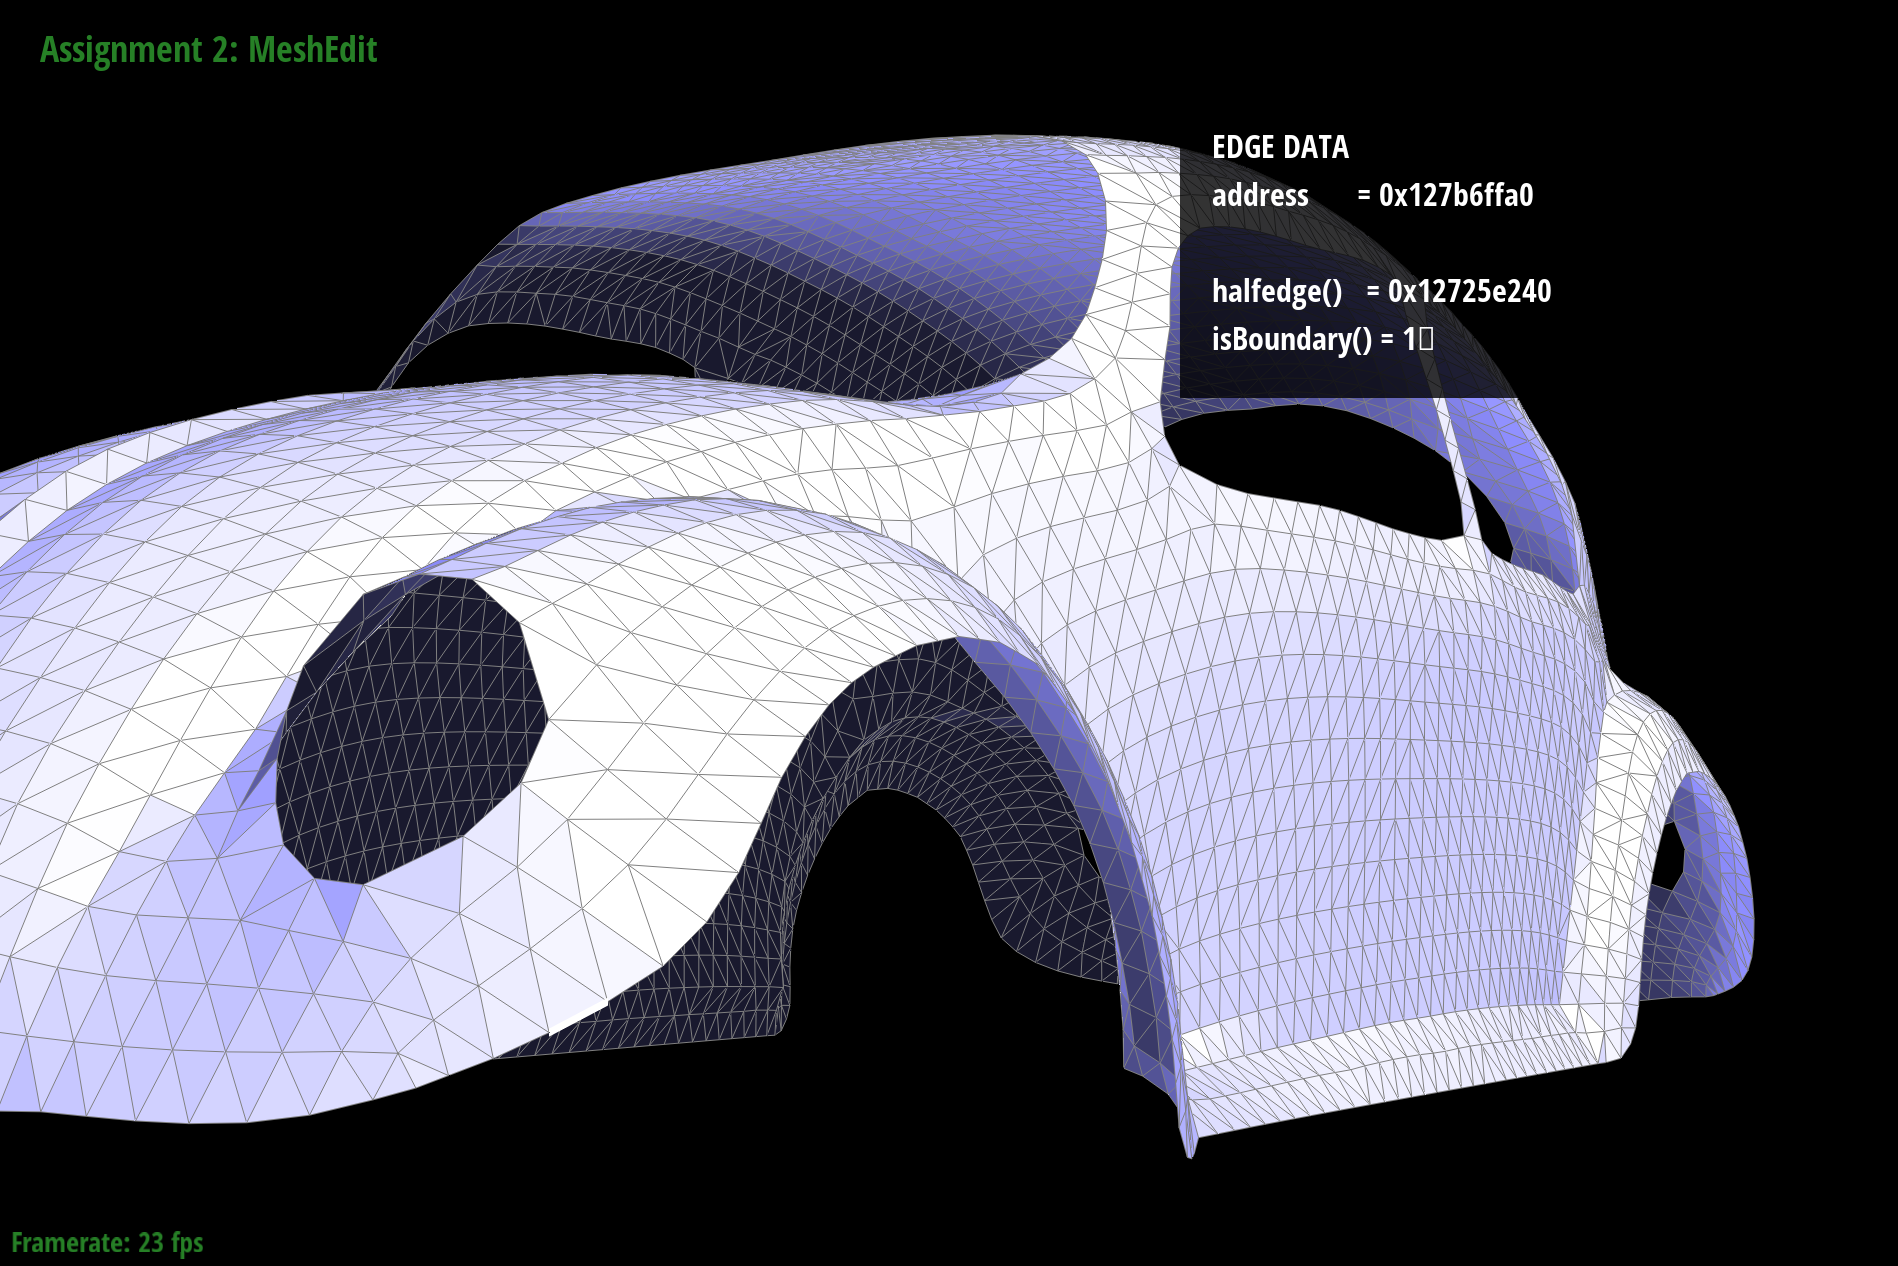 Assignment 2: MeshEdit
EDGE DATA
address = 0x127b6ffa0
halfedge() = 0x12725e240
isBoundary() = 1▯
Framerate: 23 fps